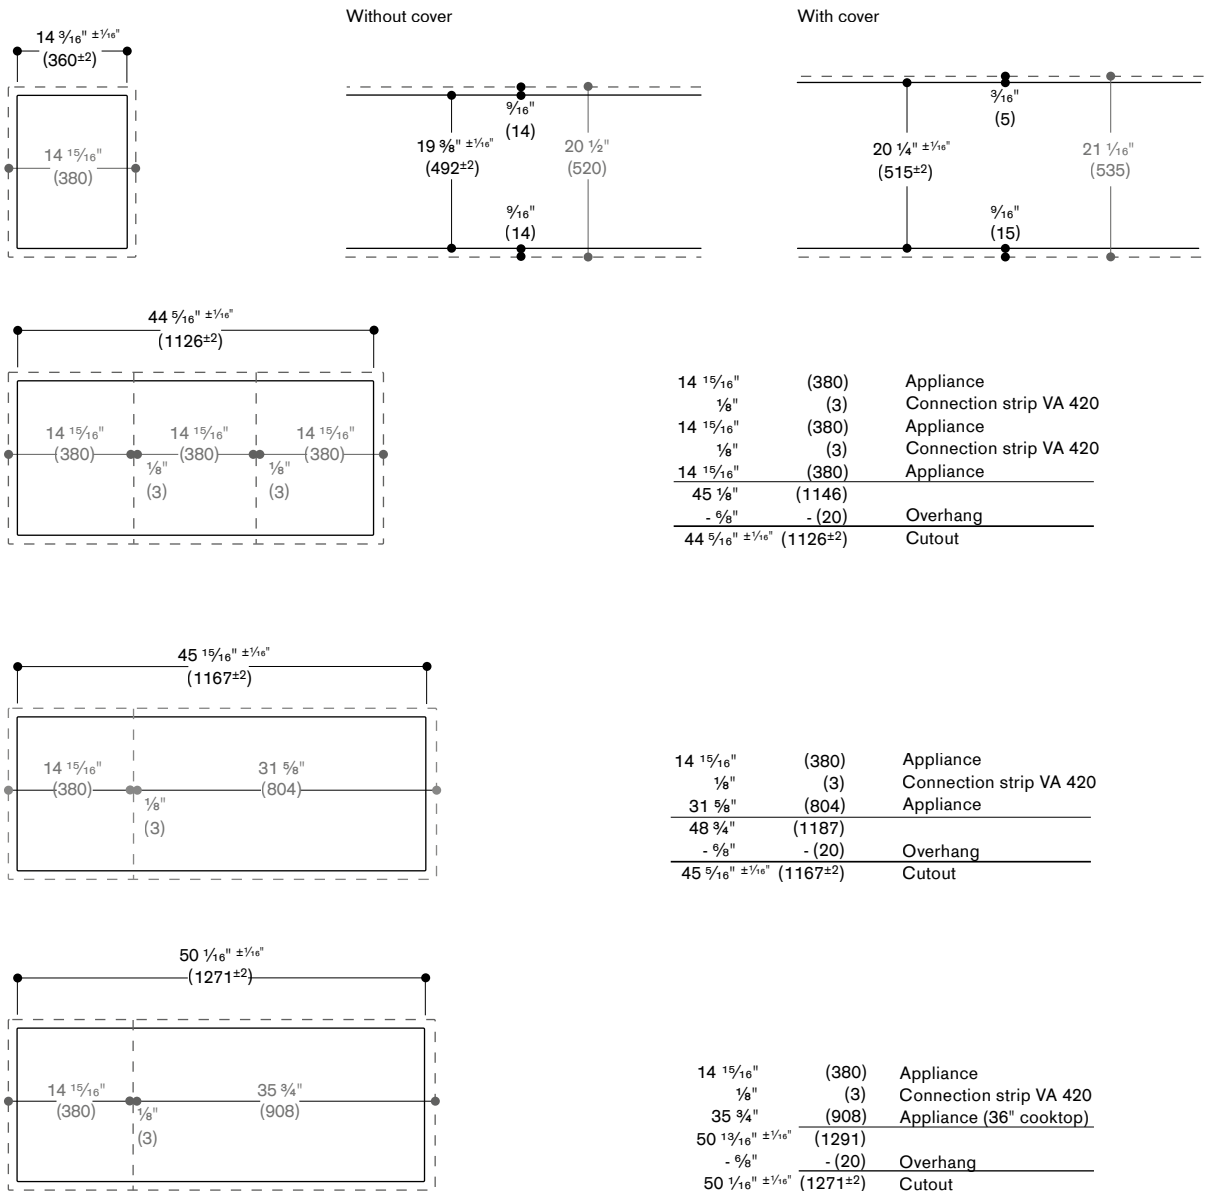 Without cover
With cover
14 3⁄16" ±1⁄16"
(360±2)
14 15⁄16"
(380)
9⁄16"
(14)
19 3⁄8" ±1⁄16"
(492±2)
20 1⁄2"
(520)
9⁄16"
(14)
3⁄16"
(5)
20 1⁄4" ±1⁄16"
(515±2)
21 1⁄16"
(535)
9⁄16"
(15)
44 5⁄16" ±1⁄16"
(1126±2)
14 15⁄16" 14 15⁄16" 14 15⁄16"
(380) (380) (380)
1⁄8" 1⁄8"
(3) (3)
14 15⁄16" (380) Appliance
1⁄8" (3) Connection strip VA 420
14 15⁄16" (380) Appliance
1⁄8" (3) Connection strip VA 420
14 15⁄16" (380) Appliance
45 1⁄8" (1146)
- 6⁄8" - (20) Overhang
44 5⁄16" ±1⁄16" (1126±2) Cutout
45 15⁄16" ±1⁄16"
(1167±2)
14 15⁄16" 31 5⁄8"
(380) (804)
1⁄8"
(3)
14 15⁄16" (380) Appliance
1⁄8" (3) Connection strip VA 420
31 5⁄8" (804) Appliance
48 3⁄4" (1187)
- 6⁄8" - (20) Overhang
45 5⁄16" ±1⁄16" (1167±2) Cutout
50 1⁄16" ±1⁄16"
(1271±2)
14 15⁄16" 35 3⁄4"
(380) (908)
1⁄8"
(3)
14 15⁄16" (380) Appliance
1⁄8" (3) Connection strip VA 420
35 3⁄4" (908) Appliance (36" cooktop)
50 13⁄16" ±1⁄16" (1291)
- 6⁄8" - (20) Overhang
50 1⁄16" ±1⁄16" (1271±2) Cutout